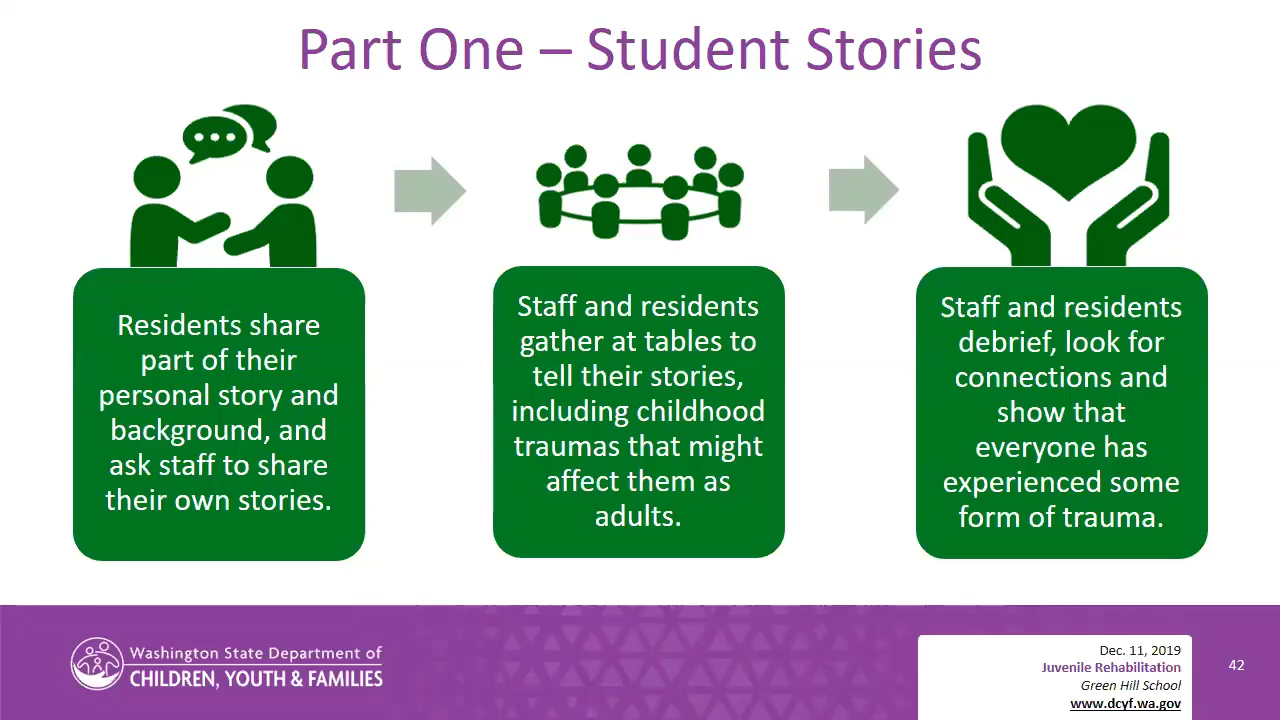 Part One – Student Stories
Residents share
part of their
personal story and
background, and
ask staff to share
their own stories.
Staff and residents
gather at tables to
tell their stories,
including childhood
traumas that might
affect them as
adults.
Staff and residents
debrief, look for
connections and
show that
everyone has
experienced some
form of trauma.
Washington State Department of
CHILDREN, YOUTH & FAMILIES
Dec. 11, 2019
Juvenile Rehabilitation
Green Hill School
www.dcyf.wa.gov
42